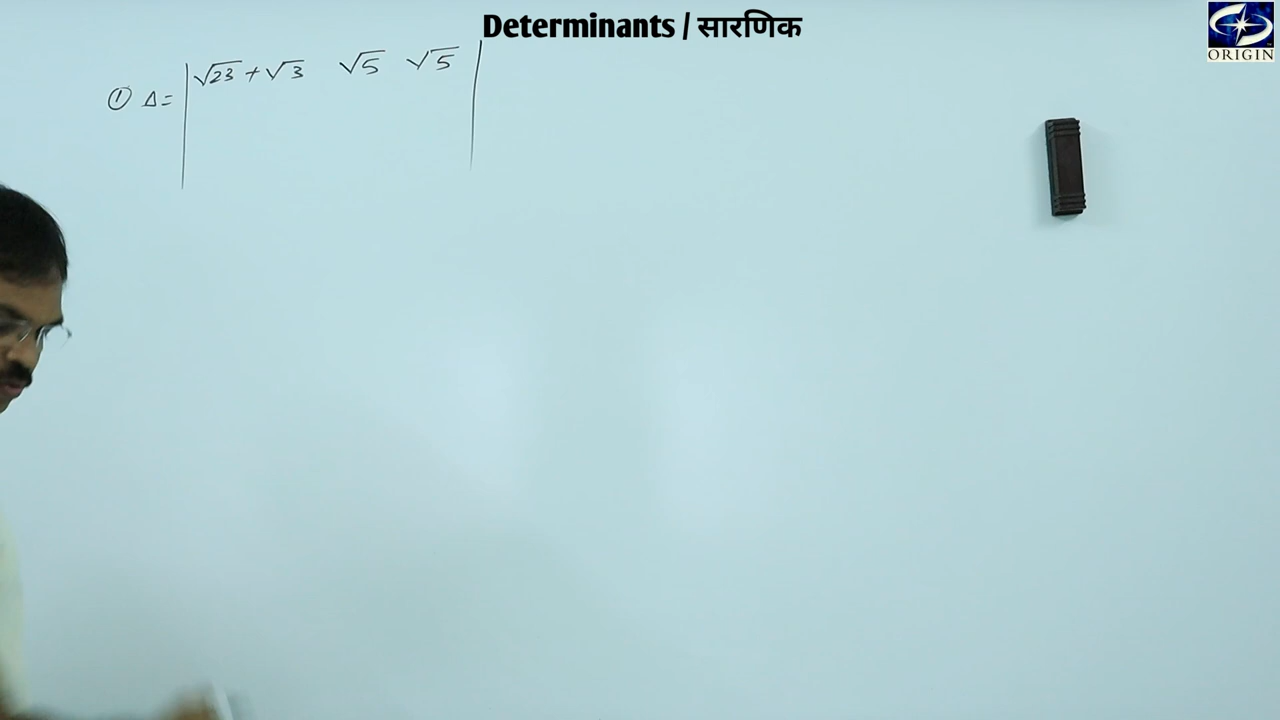 Determinants / सारणिक
ORIGIN
① Δ = | √23 + √3 √5 √5 |